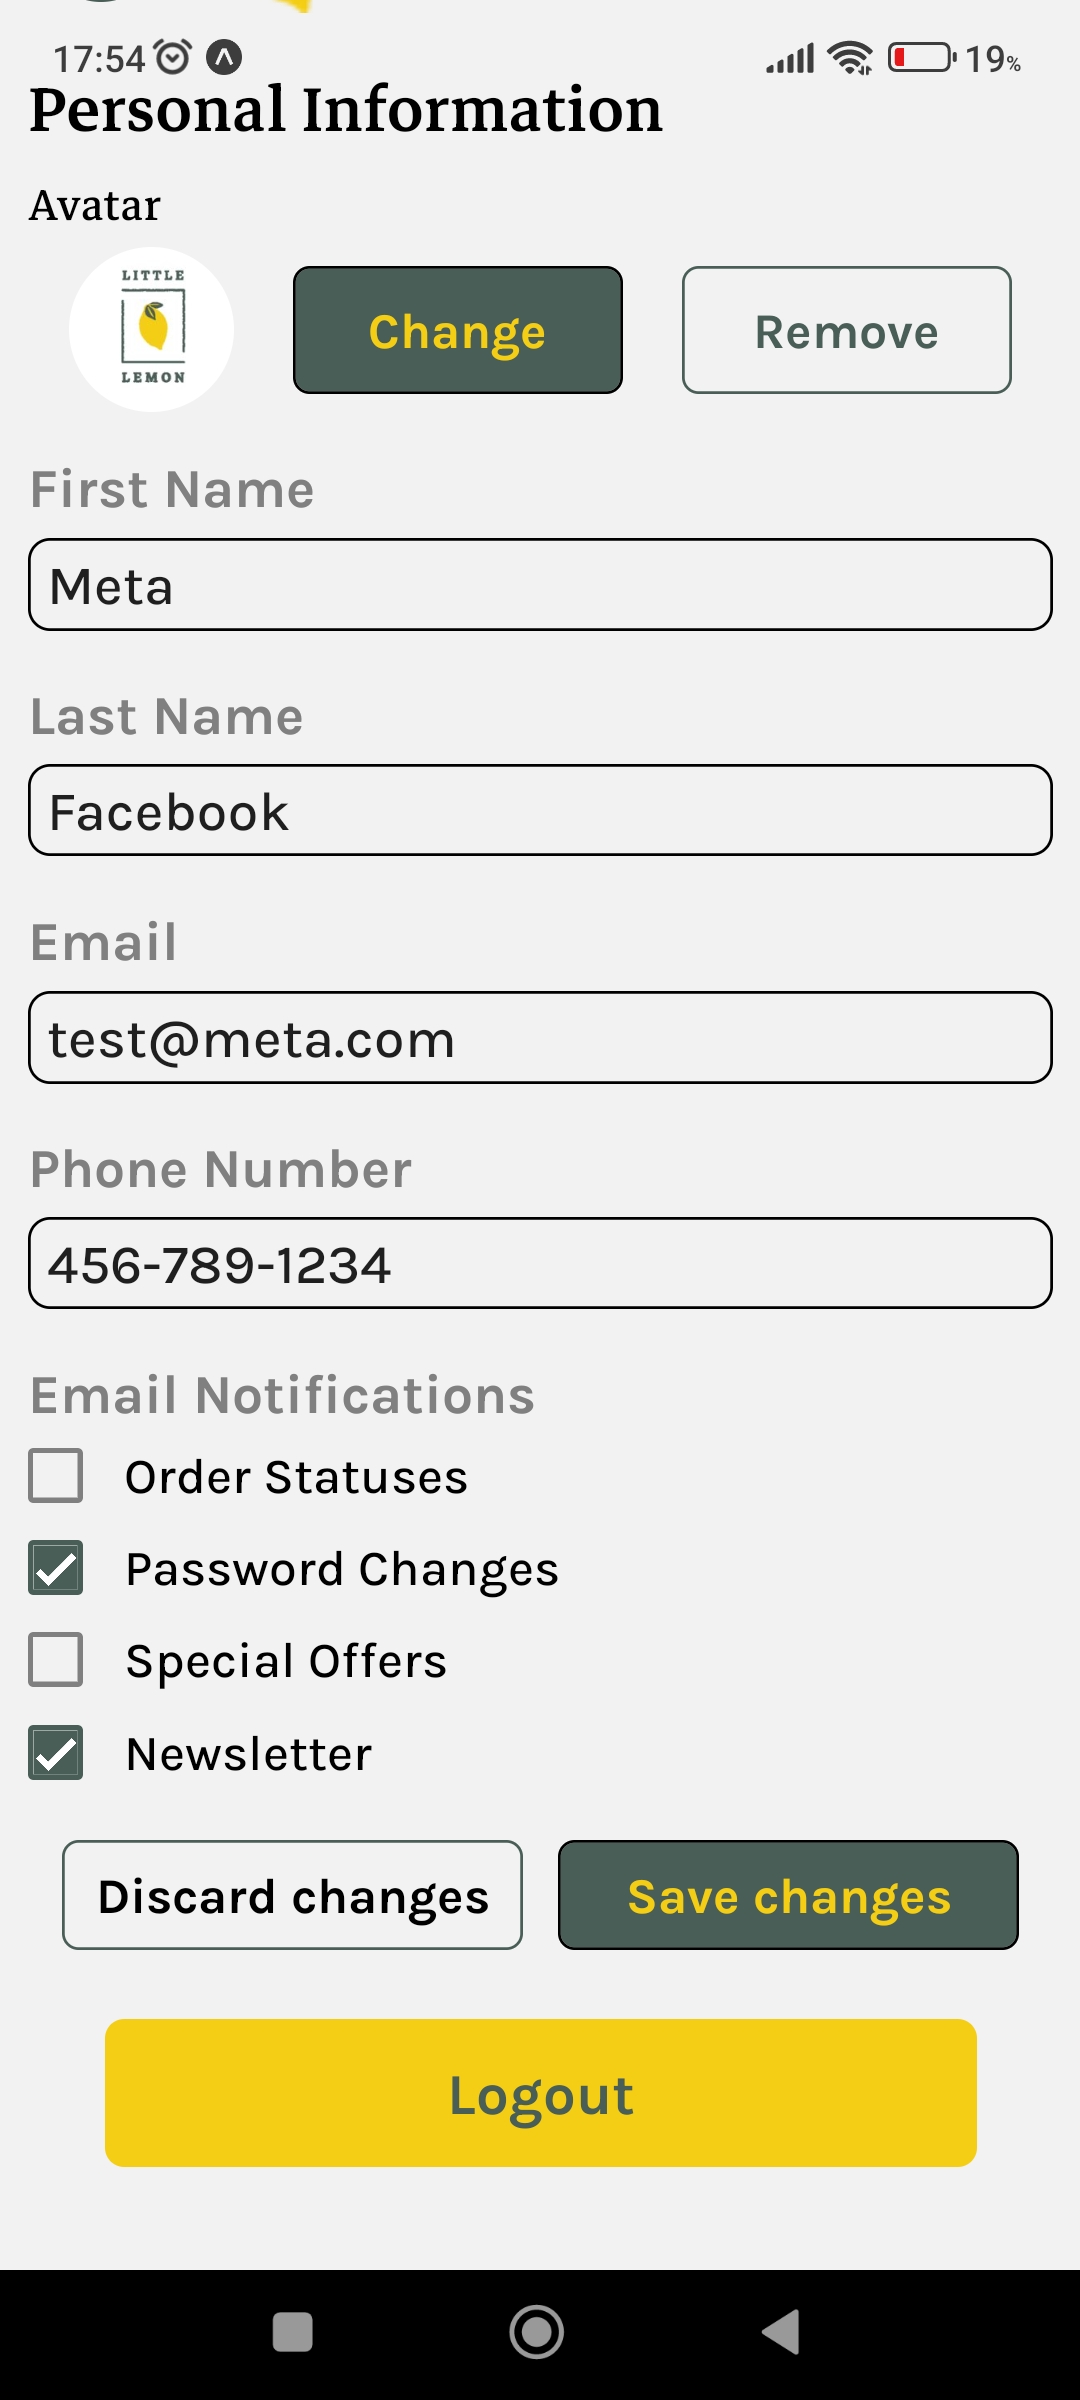 17:54 19%
Personal Information
Avatar
LITTLE
LEMON
Change Remove
First Name
Meta
Last Name
Facebook
Email
test@meta.com
Phone Number
456-789-1234
Email Notifications
Order Statuses
Password Changes
Special Offers
Newsletter
Discard changes Save changes
Logout